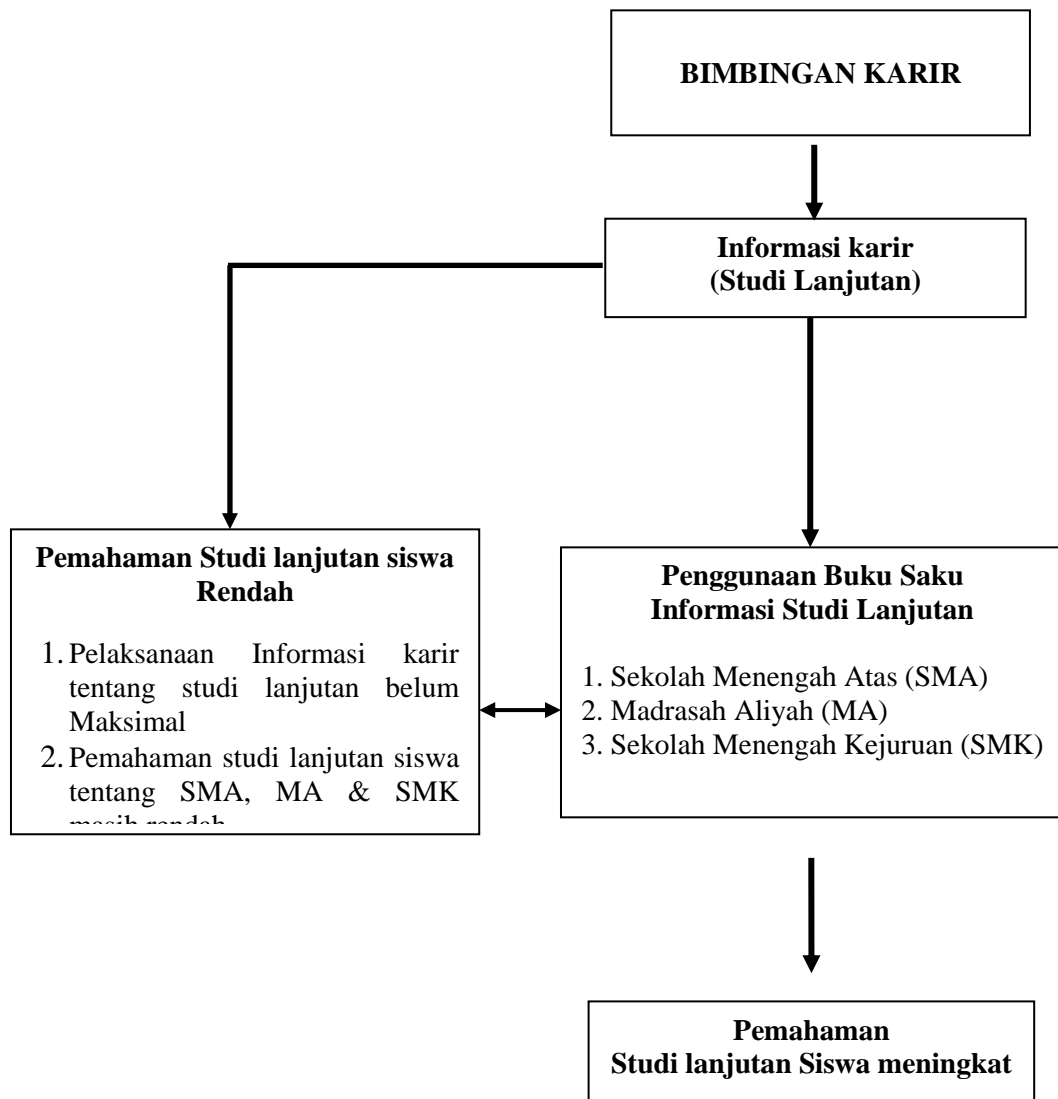 BIMBINGAN KARIR
Informasi karir
(Studi Lanjutan)
Pemahaman Studi lanjutan siswa
Rendah
1. Pelaksanaan Informasi karir
tentang studi lanjutan belum
Maksimal
2. Pemahaman studi lanjutan siswa
tentang SMA, MA & SMK
masih rendah
Penggunaan Buku Saku
Informasi Studi Lanjutan
1. Sekolah Menengah Atas (SMA)
2. Madrasah Aliyah (MA)
3. Sekolah Menengah Kejuruan (SMK)
Pemahaman
Studi lanjutan Siswa meningkat